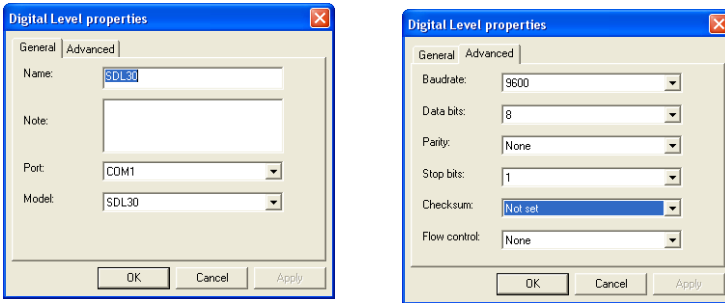 Digital Level properties
General Advanced
Name: SDL30
Note:
Port: COM1
Model: SDL30
OK Cancel Apply
Digital Level properties
General Advanced
Baudrate: 9600
Data bits: 8
Parity: None
Stop bits: 1
Checksum: Not set
Flow control: None
OK Cancel Apply